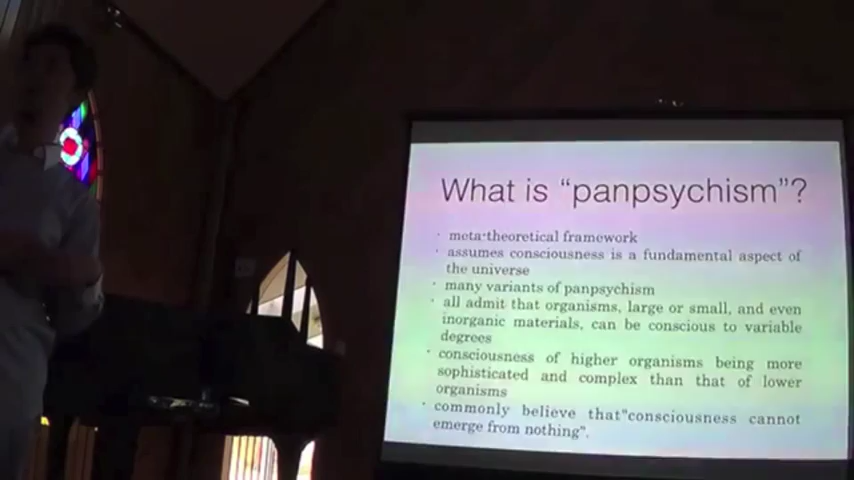 What is “panpsychism”?
· meta-theoretical framework
· assumes consciousness is a fundamental aspect of
the universe
· many variants of panpsychism
· all admit that organisms, large or small, and even
inorganic materials, can be conscious to variable
degrees
· consciousness of higher organisms being more
sophisticated and complex than that of lower
organisms
· commonly believe that"consciousness cannot
emerge from nothing".